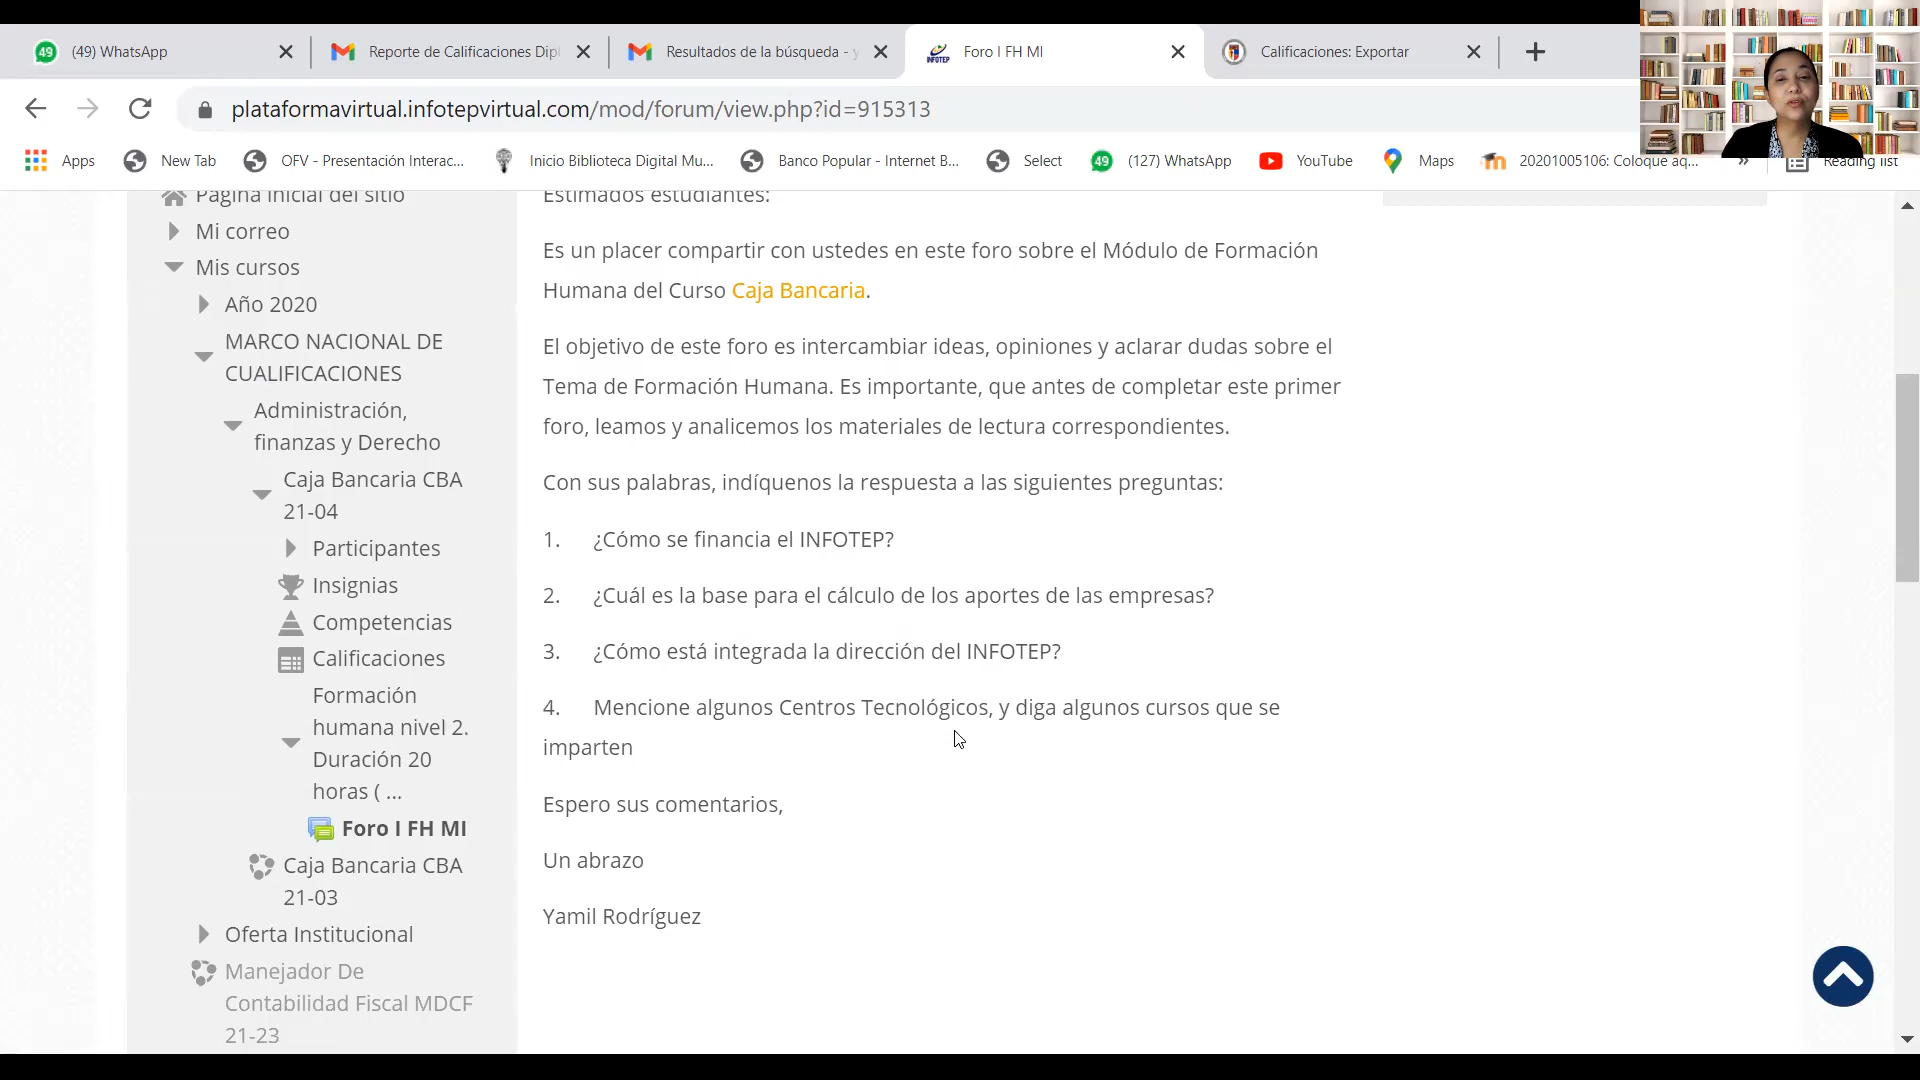 49
(49) WhatsApp
Reporte de Calificaciones Dipl
Resultados de la búsqueda - y
INFOTEP
Foro I FH MI
Calificaciones: Exportar
plataformavirtual.infotepvirtual.com/mod/forum/view.php?id=915313
Apps
New Tab
OFV - Presentación Interac...
Inicio Biblioteca Digital Mu...
Banco Popular - Internet B...
Select
49
(127) WhatsApp
YouTube
Maps
20201005106: Coloque aq...
»
Reading list
Página inicial del sitio
Mi correo
Mis cursos
Año 2020
MARCO NACIONAL DE
CUALIFICACIONES
Administración,
finanzas y Derecho
Caja Bancaria CBA
21-04
Participantes
Insignias
Competencias
Calificaciones
Formación
humana nivel 2.
Duración 20
horas ( ...
Foro I FH MI
Caja Bancaria CBA
21-03
Oferta Institucional
Manejador De
Contabilidad Fiscal MDCF
21-23
Estimados estudiantes:
Es un placer compartir con ustedes en este foro sobre el Módulo de Formación
Humana del Curso Caja Bancaria.
El objetivo de este foro es intercambiar ideas, opiniones y aclarar dudas sobre el
Tema de Formación Humana. Es importante, que antes de completar este primer
foro, leamos y analicemos los materiales de lectura correspondientes.
Con sus palabras, indíquenos la respuesta a las siguientes preguntas:
1. ¿Cómo se financia el INFOTEP?
2. ¿Cuál es la base para el cálculo de los aportes de las empresas?
3. ¿Cómo está integrada la dirección del INFOTEP?
4. Mencione algunos Centros Tecnológicos, y diga algunos cursos que se
imparten
Espero sus comentarios,
Un abrazo
Yamil Rodríguez